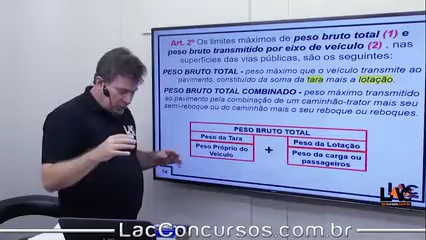 Art. 2º Os limites máximos de peso bruto total (1) e
peso bruto transmitido por eixo de veículo (2) , nas
superfícies das vias públicas, são os seguintes:
PESO BRUTO TOTAL - peso máximo que o veículo transmite ao
pavimento, constituído da soma da tara mais a lotação.
PESO BRUTO TOTAL COMBINADO - peso máximo transmitido
ao pavimento pela combinação de um caminhão-trator mais seu
semi-reboque ou do caminhão mais o seu reboque ou reboques.
PESO BRUTO TOTAL
Peso da Tara
Peso Próprio do
Veículo
+
Peso da Lotação
Peso da carga ou
passageiros
14
LAC
LacConcursos.com.br